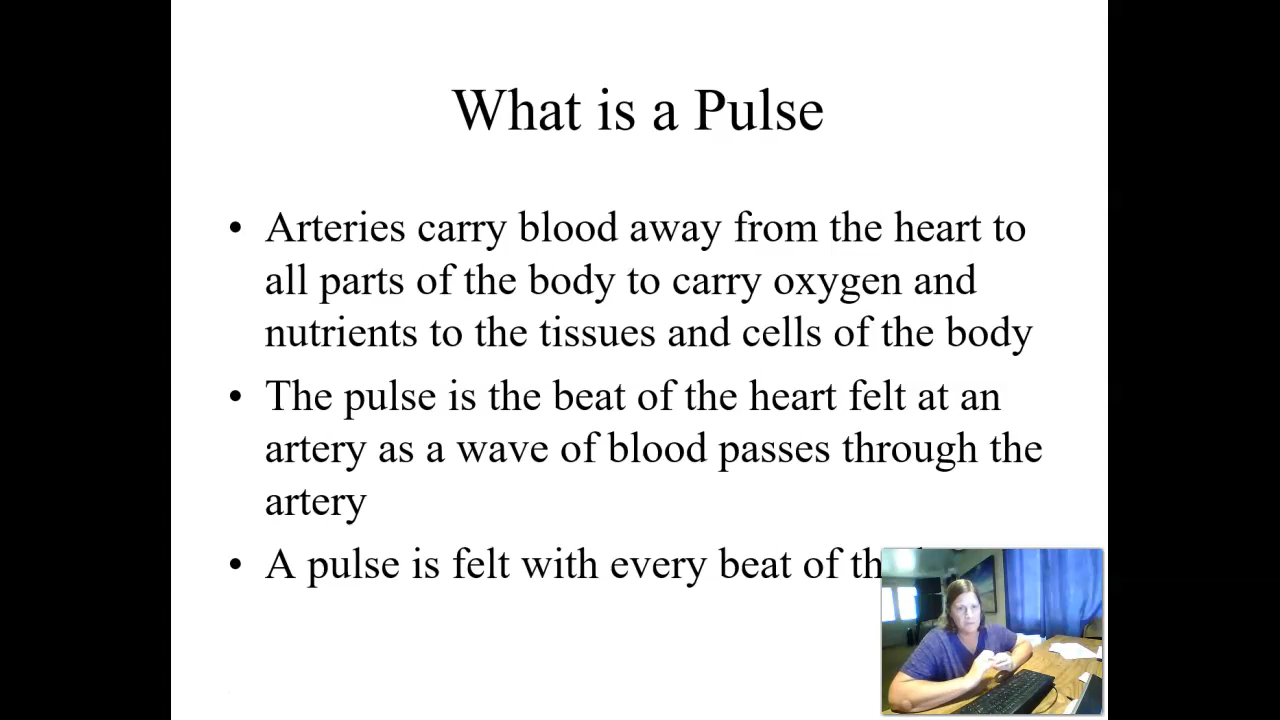 What is a Pulse
• Arteries carry blood away from the heart to
all parts of the body to carry oxygen and
nutrients to the tissues and cells of the body
• The pulse is the beat of the heart felt at an
artery as a wave of blood passes through the
artery
• A pulse is felt with every beat of